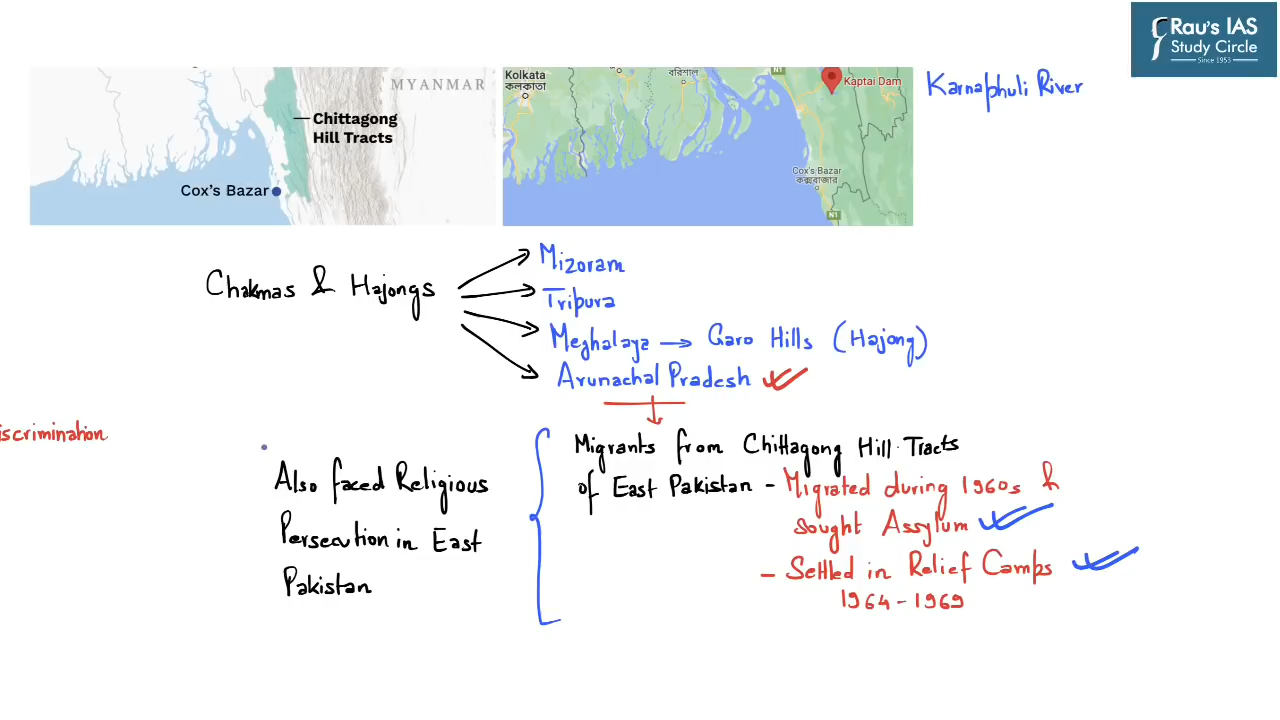 Rau's IAS
Study Circle
Since 1953
MYANMAR
Chittagong
Hill Tracts
Cox's Bazar
Kolkata
কলকাতা
বরিশাল
Kaptai Dam
Cox's Bazar
কক্সবাজার
N1
N1
Karnaphuli River
Chakmas & Hajongs
Mizoram
Tripura
Meghalaya → Garo Hills (Hajong)
Arunachal Pradesh
iscrimination
Also faced Religious
Persecution in East
Pakistan
Migrants from Chittagong Hill Tracts
of East Pakistan - Migrated during 1960s &
sought Assylum
- Settled in Relief Camps
1964 - 1969